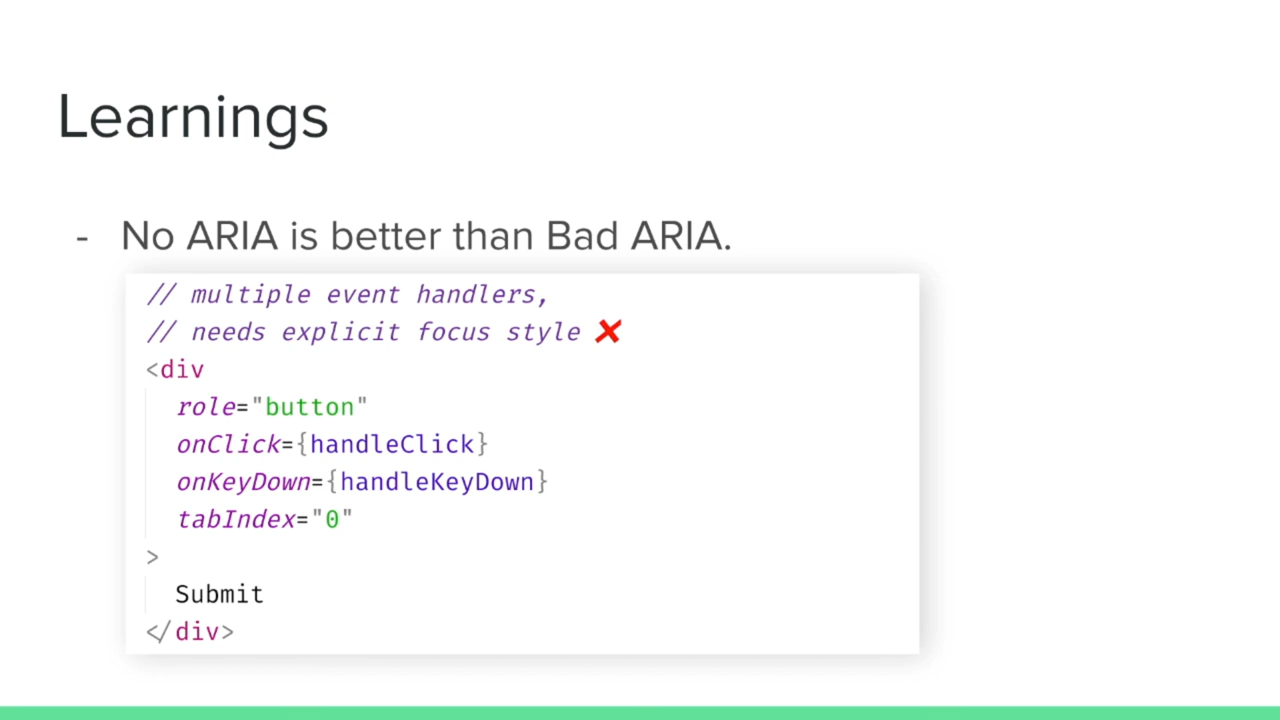 Learnings
- No ARIA is better than Bad ARIA.
// multiple event handlers,
// needs explicit focus style ❌
<div
role="button"
onClick={handleClick}
onKeyDown={handleKeyDown}
tabIndex="0"
>
Submit
</div>